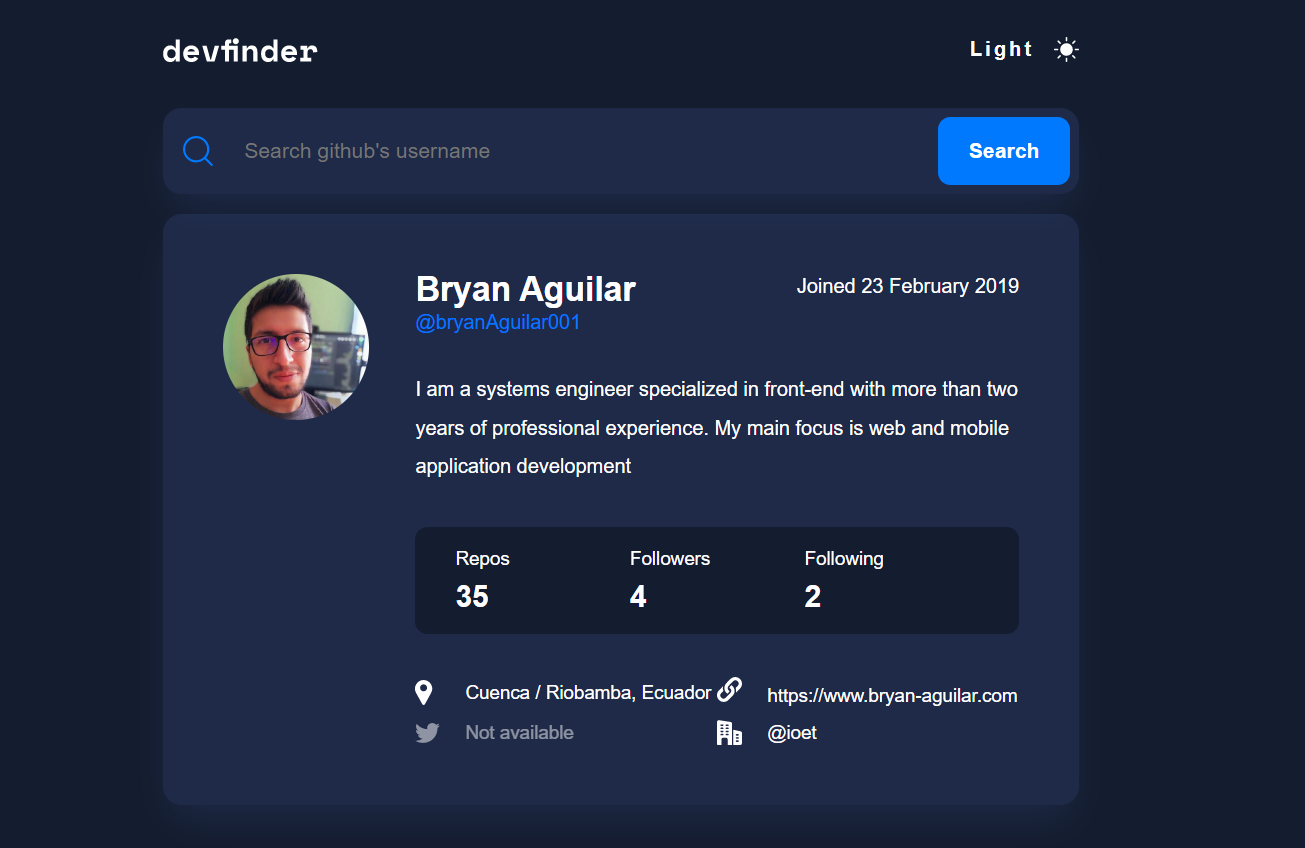 devfinder
Light
Search github's username
Search
Bryan Aguilar
Joined 23 February 2019
@bryanAguilar001
I am a systems engineer specialized in front-end with more than two
years of professional experience. My main focus is web and mobile
application development
Repos Followers Following
35 4 2
Cuenca / Riobamba, Ecuador https://www.bryan-aguilar.com
Not available @ioet